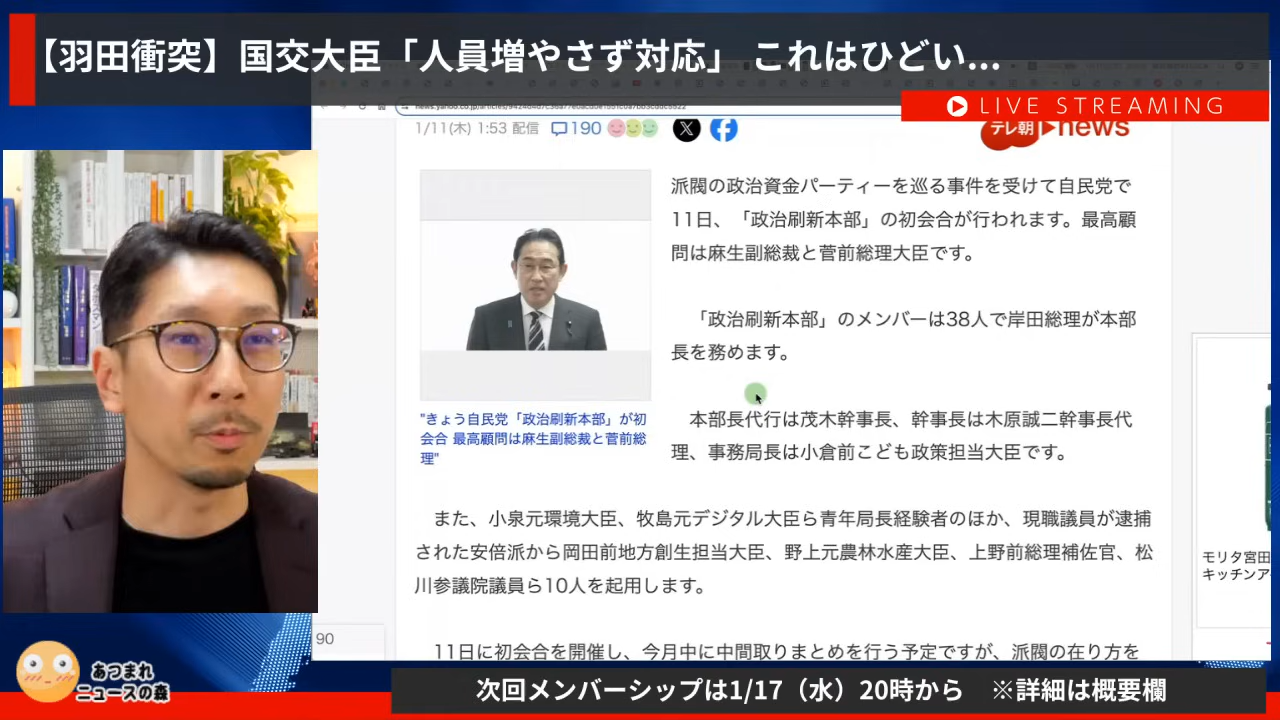 【羽田衝突】国交大臣「人員増やさず対応」 これはひどい...
LIVE STREAMING
1/11(木) 1:53 配信 190
テレ朝news
派閥の政治資金パーティーを巡る事件を受けて自民党で
11日、「政治刷新本部」の初会合が行われます。最高顧
問は麻生副総裁と菅前総理大臣です。
「政治刷新本部」のメンバーは38人で岸田総理が本部
長を務めます。
"きょう自民党「政治刷新本部」が初
会合 最高顧問は麻生副総裁と菅前総
理"
本部長代行は茂木幹事長、幹事長は木原誠二幹事長代
理、事務局長は小倉前こども政策担当大臣です。
また、小泉元環境大臣、牧島元デジタル大臣ら青年局長経験者のほか、現職議員が逮捕
された安倍派から岡田前地方創生担当大臣、野上元農林水産大臣、上野前総理補佐官、松
川参議院議員ら10人を起用します。
11日に初会合を開催し、今月中に中間取りまとめを行う予定ですが、派閥の在り方を
モリタ宮田
キッチンア
90
あつまれ
ニュースの森
次回メンバーシップは1/17（水）20時から ※詳細は概要欄